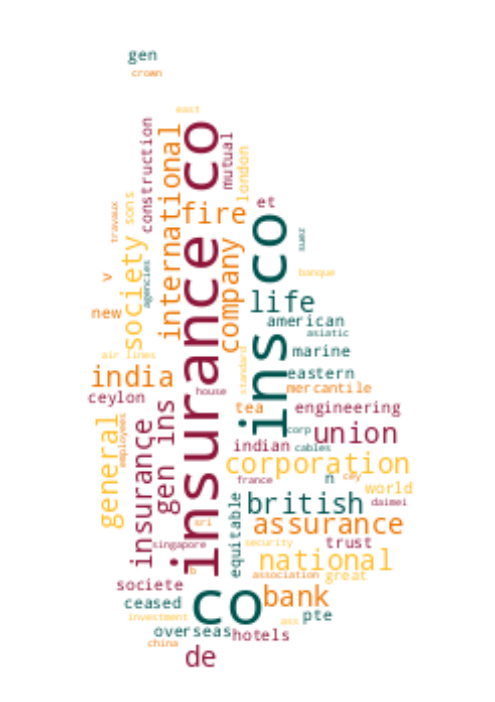 gen
crown
east
insurance co
international
construction
mutual
london
sons
fire
et
travaux
ins co
suez
society
company
agencies
v
banque
life
new
american
asiatic
marine
air lines
standard
eastern
india
mercantile
house
ceylon
tea
engineering
general
employees
insurance
gen ins
corp
union
indian
cables
corporation
france
n
cey
world
equitable
british
daimei
sri
assurance
singapore
security
trust
national
b
association
great
societe
co
bank
ceased
investment
ass
pte
overseas
hotels
china
de